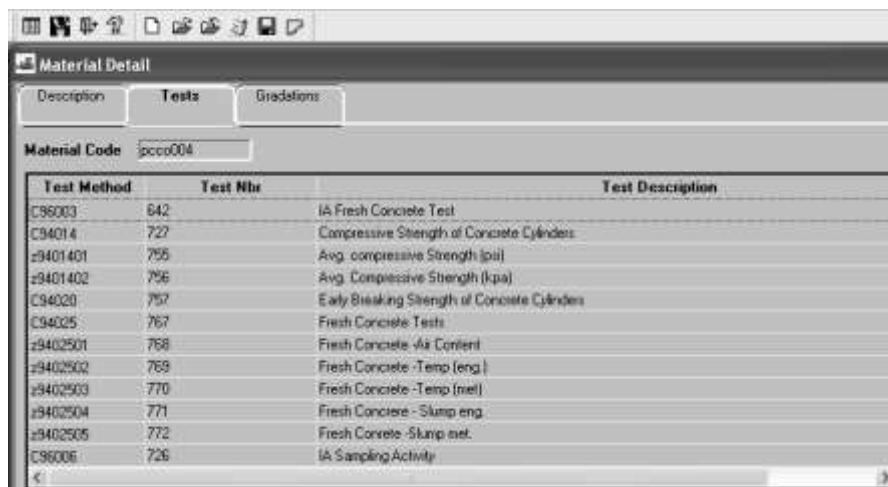 Material Detail
Description Tests Gradations
Material Code pcco004
Test Method Test Nbr Test Description
C96003 642 IA Fresh Concrete Test
C94014 727 Compressive Strength of Concrete Cylinders
z9401401 755 Avg. compressive Strength (psi)
z9401402 756 Avg. Compressive Strength (kpa)
C94020 757 Early Breaking Strength of Concrete Cylinders
C94025 767 Fresh Concrete Tests
z9402501 768 Fresh Concrete -Air Content
z9402502 769 Fresh Concrete -Temp (eng.)
z9402503 770 Fresh Concrete -Temp (met)
z9402504 771 Fresh Concrere - Slump eng.
z9402505 772 Fresh Conrete -Slump met.
C96006 726 IA Sampling Activity